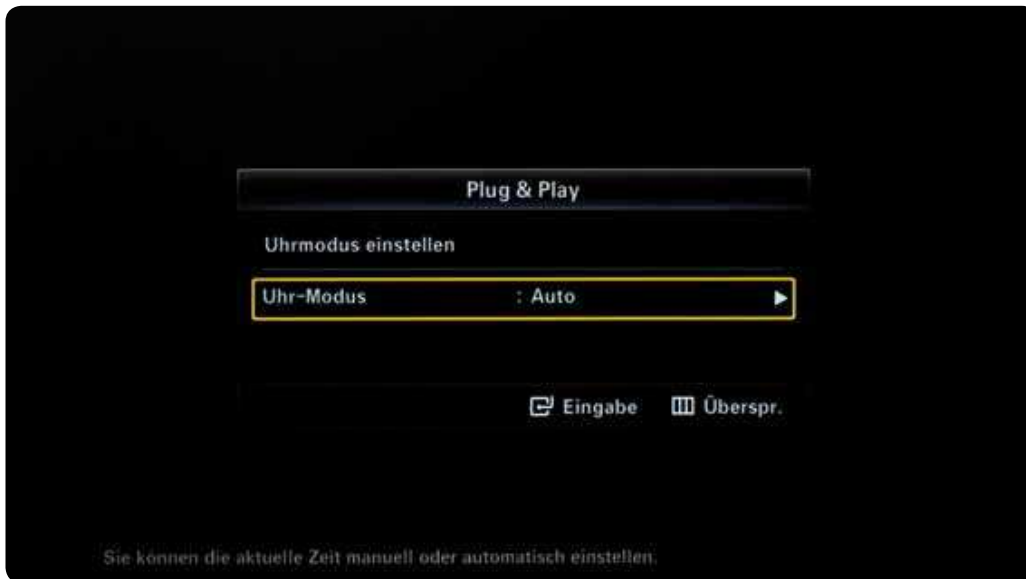 Plug & Play
Uhrmodus einstellen
Uhr-Modus : Auto ▶
Eingabe Überspr.
Sie können die aktuelle Zeit manuell oder automatisch einstellen.